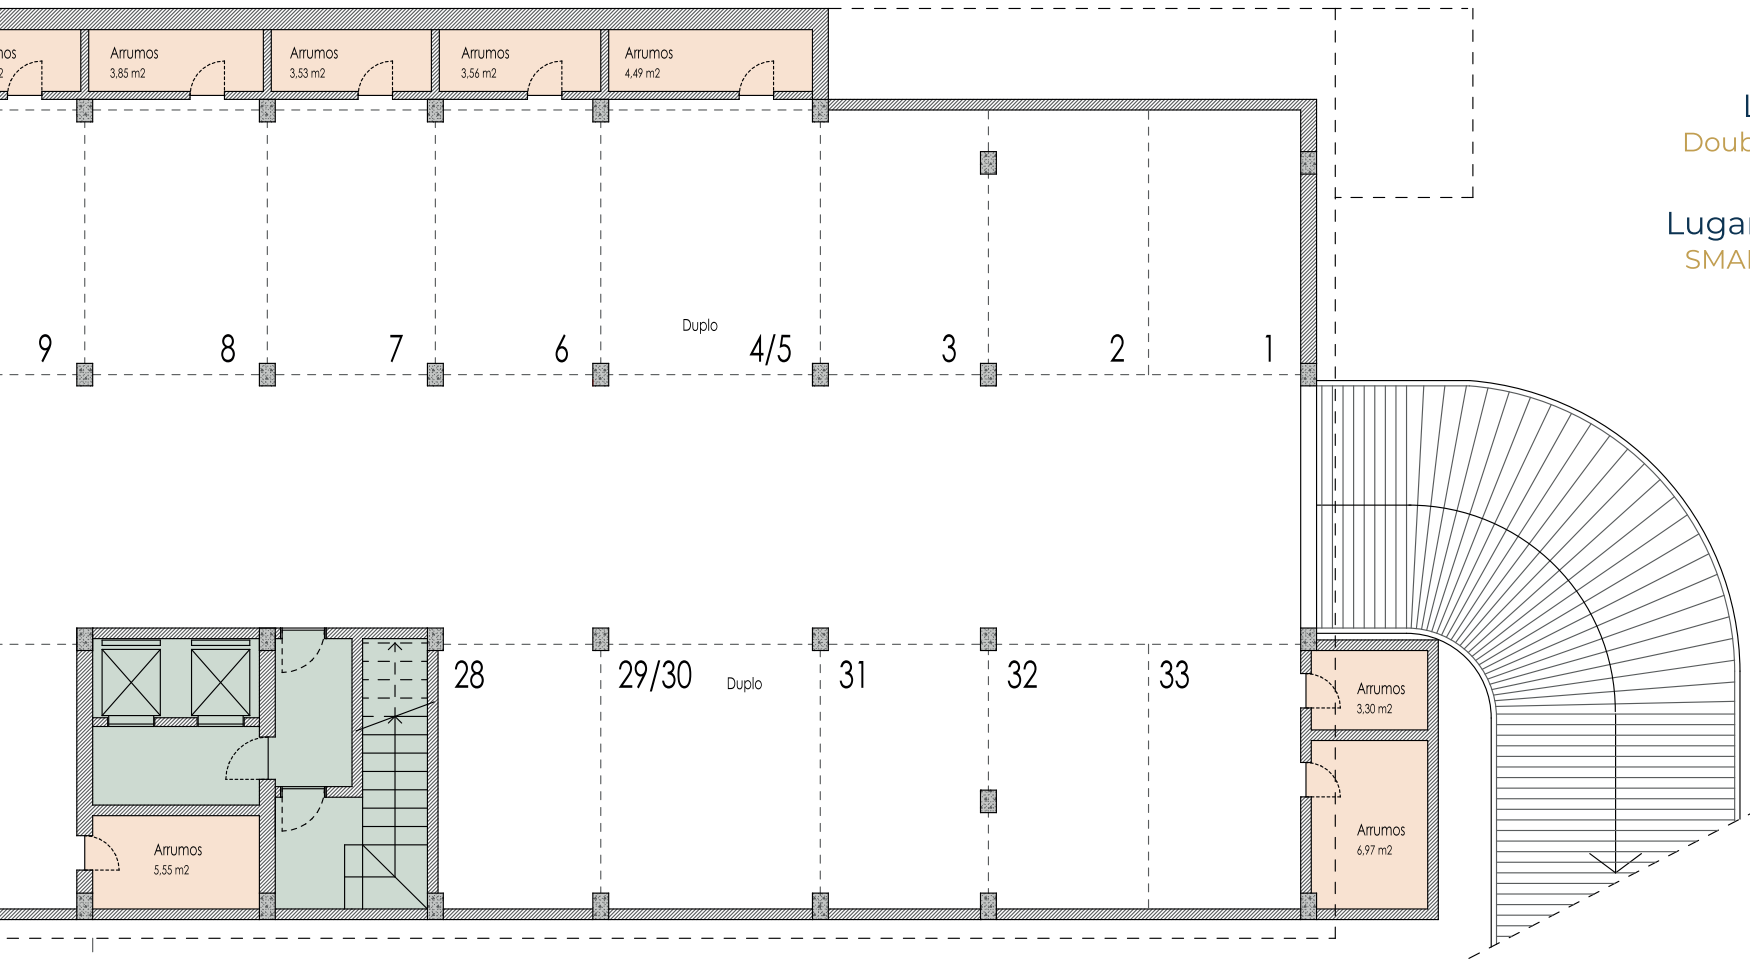 Arrumos
3,85 m2
Arrumos
3,53 m2
Arrumos
3,56 m2
Arrumos
4,49 m2
Duplo
9
8
7
6
4/5
3
2
1
28
29/30
Duplo
31
32
33
Arrumos
3,30 m2
Arrumos
6,97 m2
Arrumos
5,55 m2